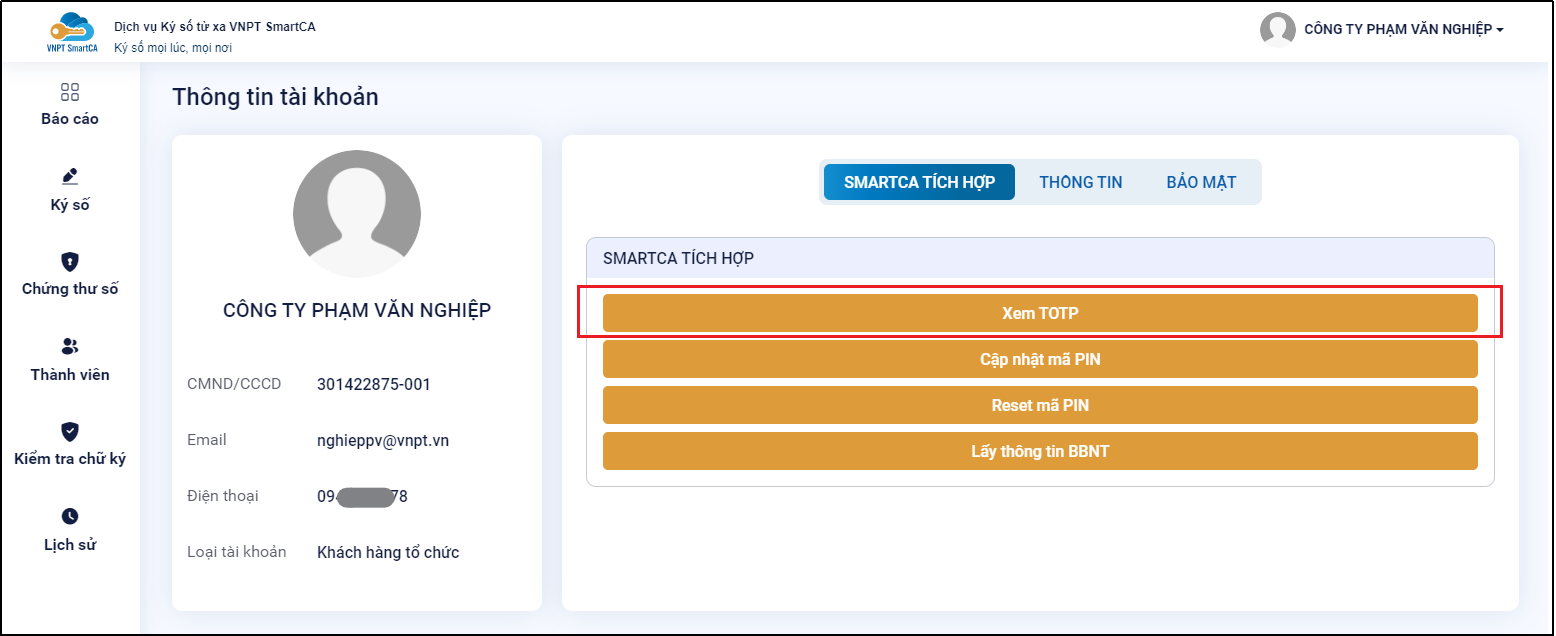 VNPT SmartCA
Dịch vụ Ký số từ xa VNPT SmartCA
Ký số mọi lúc, mọi nơi
CÔNG TY PHẠM VĂN NGHIỆP
Báo cáo
Ký số
Chứng thư số
Thành viên
Kiểm tra chữ ký
Lịch sử
Thông tin tài khoản
CÔNG TY PHẠM VĂN NGHIỆP
CMND/CCCD 301422875-001
Email nghieppv@vnpt.vn
Điện thoại 09 78
Loại tài khoản Khách hàng tổ chức
SMARTCA TÍCH HỢP THÔNG TIN BẢO MẬT
SMARTCA TÍCH HỢP
Xem TOTP
Cập nhật mã PIN
Reset mã PIN
Lấy thông tin BBNT